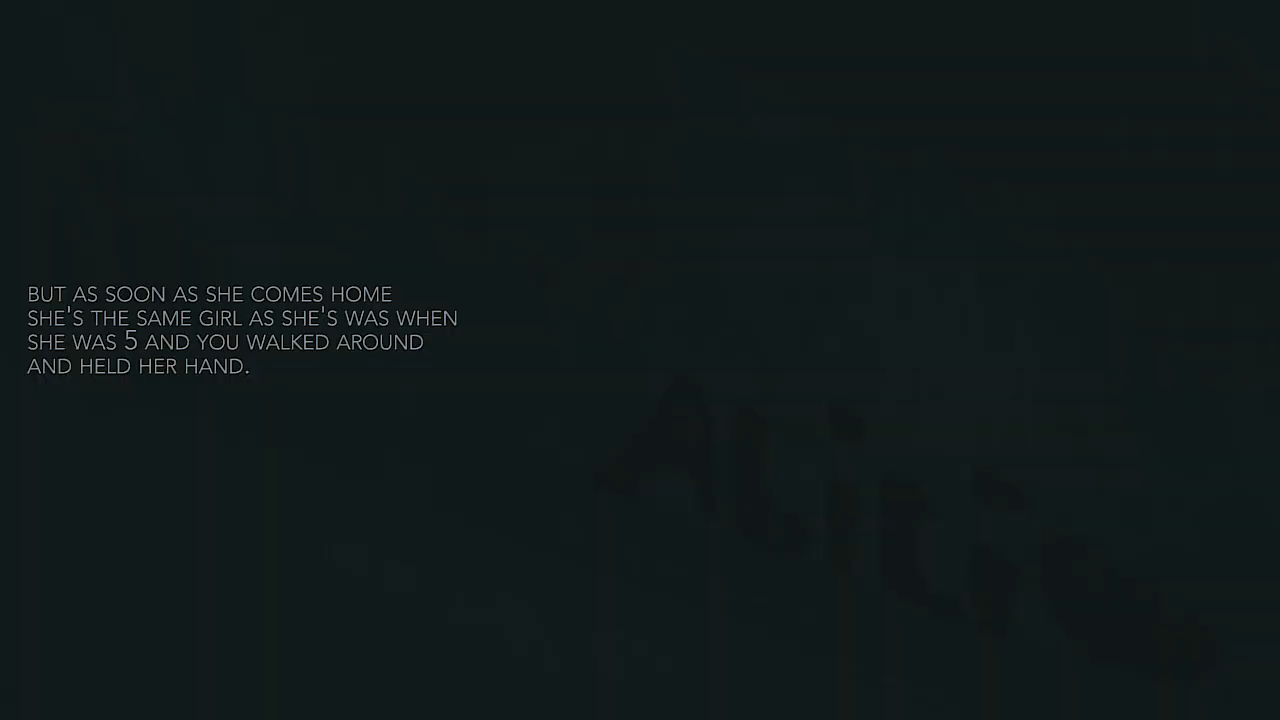 BUT AS SOON AS SHE COMES HOME
SHE'S THE SAME GIRL AS SHE'S WAS WHEN
SHE WAS 5 AND YOU WALKED AROUND
AND HELD HER HAND.